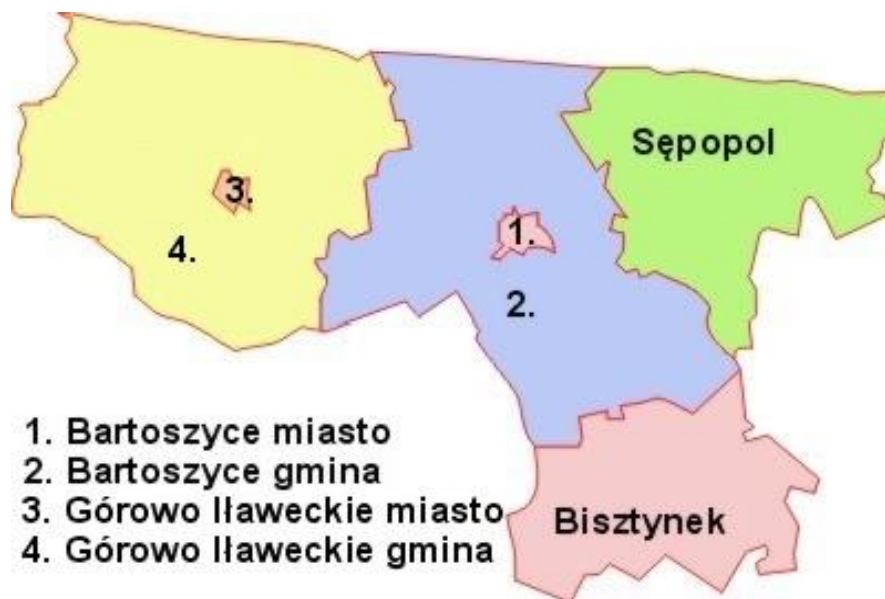 Sępopol
3.
1.
4.
2.
1. Bartoszyce miasto
2. Bartoszyce gmina
3. Górowo Iławeckie miasto
4. Górowo Iławeckie gmina
Bisztynek